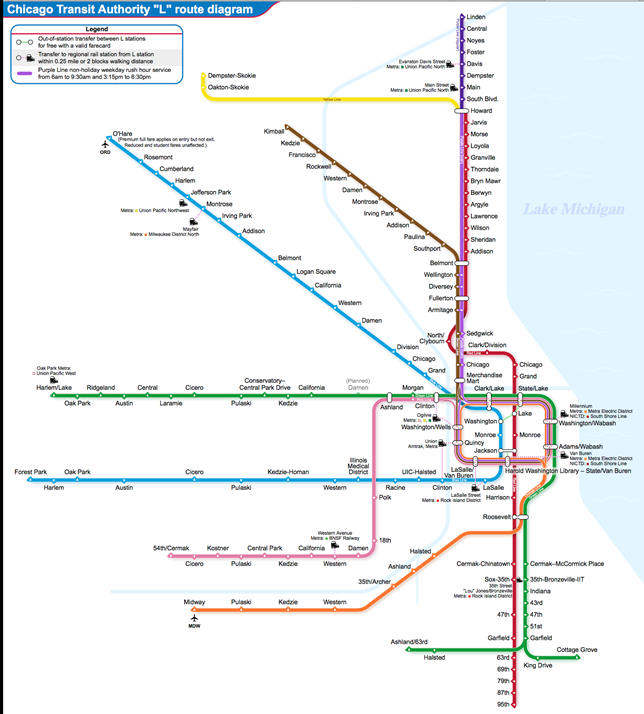 Chicago Transit Authority "L" route diagram
Legend
Out-of-station transfer between L stations
for free with a valid farecard
Transfer to regional rail station from L station
within 0.25 mile or 2 blocks walking distance
Purple Line non-holiday weekday rush hour service
from 6am to 9:30am and 3:15pm to 6:30pm
Linden
Central
Noyes
Foster
Davis
Evanston Davis Street
Metra: Union Pacific North
Dempster
Main
Main Street
Metra: Union Pacific North
South Blvd.
Howard
Dempster-Skokie
Oakton-Skokie
Yellow Line
Jarvis
Morse
Loyola
Granville
Thorndale
Bryn Mawr
Berwyn
Argyle
Lawrence
Wilson
Sheridan
Addison
Lake Michigan
Kimball
Kedzie
Francisco
Rockwell
Western
Damen
Montrose
Irving Park
Addison
Paulina
Southport
Belmont
Wellington
Diversey
Fullerton
Armitage
O'Hare
(Premium full fare applies on entry but not exit.
Reduced and student fares unaffected.)
ORD
Rosemont
Cumberland
Harlem
Jefferson Park
Montrose
Metra: Union Pacific Northwest
Mayfair
Metra: Milwaukee District North
Irving Park
Addison
Belmont
Logan Square
California
Western
Damen
Division
Chicago
Grand
North/
Clybourn
Sedgwick
Clark/Division
Chicago
Merchandise
Mart
Chicago
Grand
Oak Park Metra:
Union Pacific West
Harlem/Lake
Ridgeland
Central
Cicero
Conservatory–
Central Park Drive
California
(Planned)
Damen
Morgan
Clark/Lake
State/Lake
Oak Park
Austin
Laramie
Pulaski
Kedzie
Ashland
Clinton
Ogilvie
Metra:
Washington/Wells
Washington
Lake
Millennium
Metra: Metra Electric District
NICTD: South Shore Line
Washington/Wabash
Union
Amtrak, Metra:
Quincy
Monroe
Monroe
Jackson
Adams/Wabash
Van Buren
Metra: Metra Electric District
NICTD: South Shore Line
Forest Park
Oak Park
Cicero
Kedzie-Homan
Illinois
Medical
District
UIC-Halsted
LaSalle/
Van Buren
Harold Washington Library – State/Van Buren
Harlem
Austin
Pulaski
Western
Racine
Clinton
LaSalle
LaSalle Street
Metra: Rock Island District
Harrison
Polk
Roosevelt
Western Avenue
Metra: BNSF Railway
54th/Cermak
Kostner
Central Park
California
Damen
18th
Cicero
Pulaski
Kedzie
Western
Halsted
Ashland
35th/Archer
Midway
Pulaski
Kedzie
Western
MDW
Cermak-Chinatown
Cermak–McCormick Place
Sox-35th
35th-Bronzeville-IIT
35th Street
"Lou" Jones/Bronzeville
Metra: Rock Island District
Indiana
43rd
47th
47th
51st
Garfield
Garfield
Ashland/63rd
Halsted
Cottage Grove
King Drive
63rd
69th
79th
87th
95th